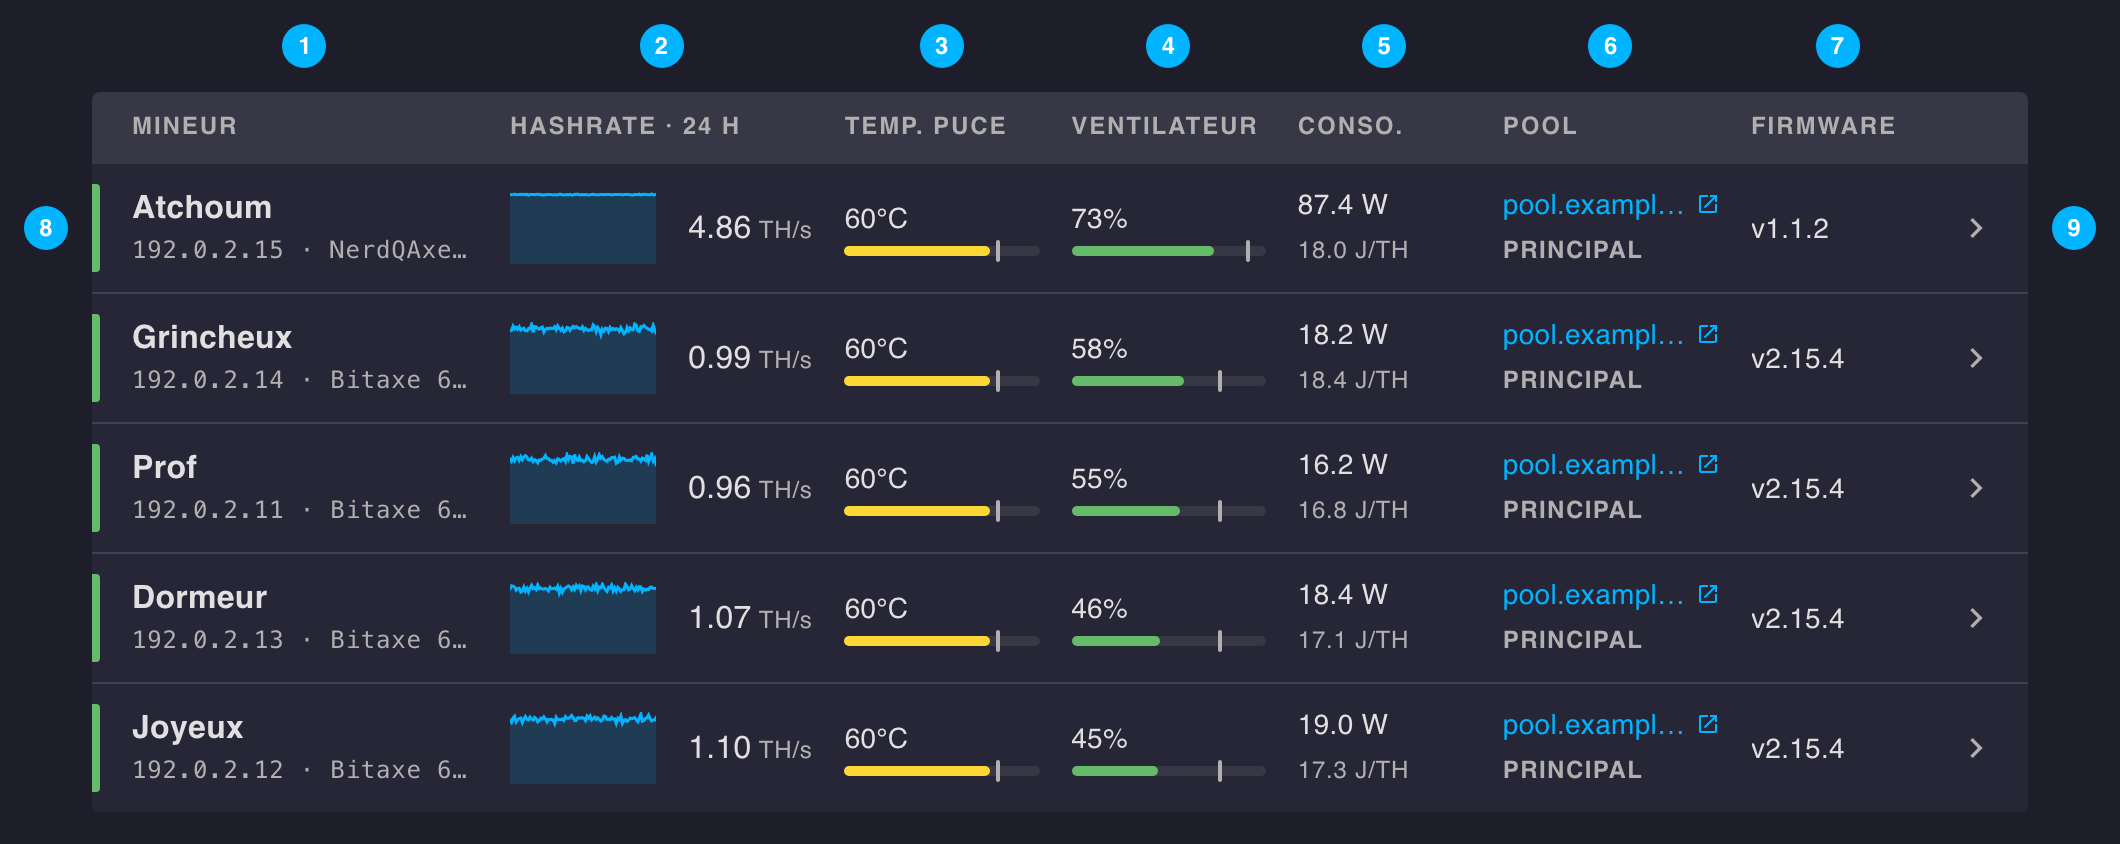 1 2 3 4 5 6 7
MINEUR HASHRATE · 24 H TEMP. PUCE VENTILATEUR CONSO. POOL FIRMWARE
8
Atchoum
192.0.2.15 · NerdQAxe…
4.86 TH/s
60°C
73%
87.4 W
18.0 J/TH
pool.exampl…
PRINCIPAL
v1.1.2
9
Grincheux
192.0.2.14 · Bitaxe 6…
0.99 TH/s
60°C
58%
18.2 W
18.4 J/TH
pool.exampl…
PRINCIPAL
v2.15.4
Prof
192.0.2.11 · Bitaxe 6…
0.96 TH/s
60°C
55%
16.2 W
16.8 J/TH
pool.exampl…
PRINCIPAL
v2.15.4
Dormeur
192.0.2.13 · Bitaxe 6…
1.07 TH/s
60°C
46%
18.4 W
17.1 J/TH
pool.exampl…
PRINCIPAL
v2.15.4
Joyeux
192.0.2.12 · Bitaxe 6…
1.10 TH/s
60°C
45%
19.0 W
17.3 J/TH
pool.exampl…
PRINCIPAL
v2.15.4